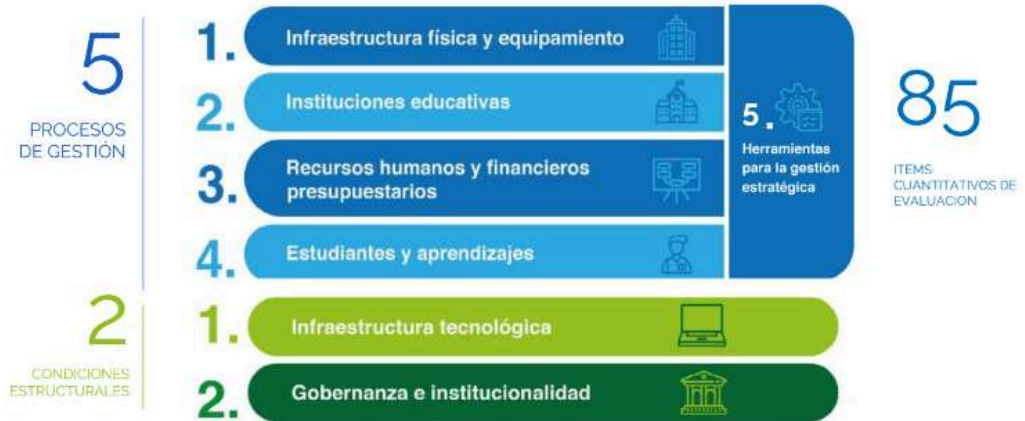 5
PROCESOS
DE GESTIÓN
1. Infraestructura física y equipamiento
2. Instituciones educativas
3. Recursos humanos y financieros
presupuestarios
4. Estudiantes y aprendizajes
5.
Herramientas
para la gestión
estratégica
85
ITEMS
CUANTITATIVOS DE
EVALUACION
2
CONDICIONES
ESTRUCTURALES
1. Infraestructura tecnológica
2. Gobernanza e institucionalidad